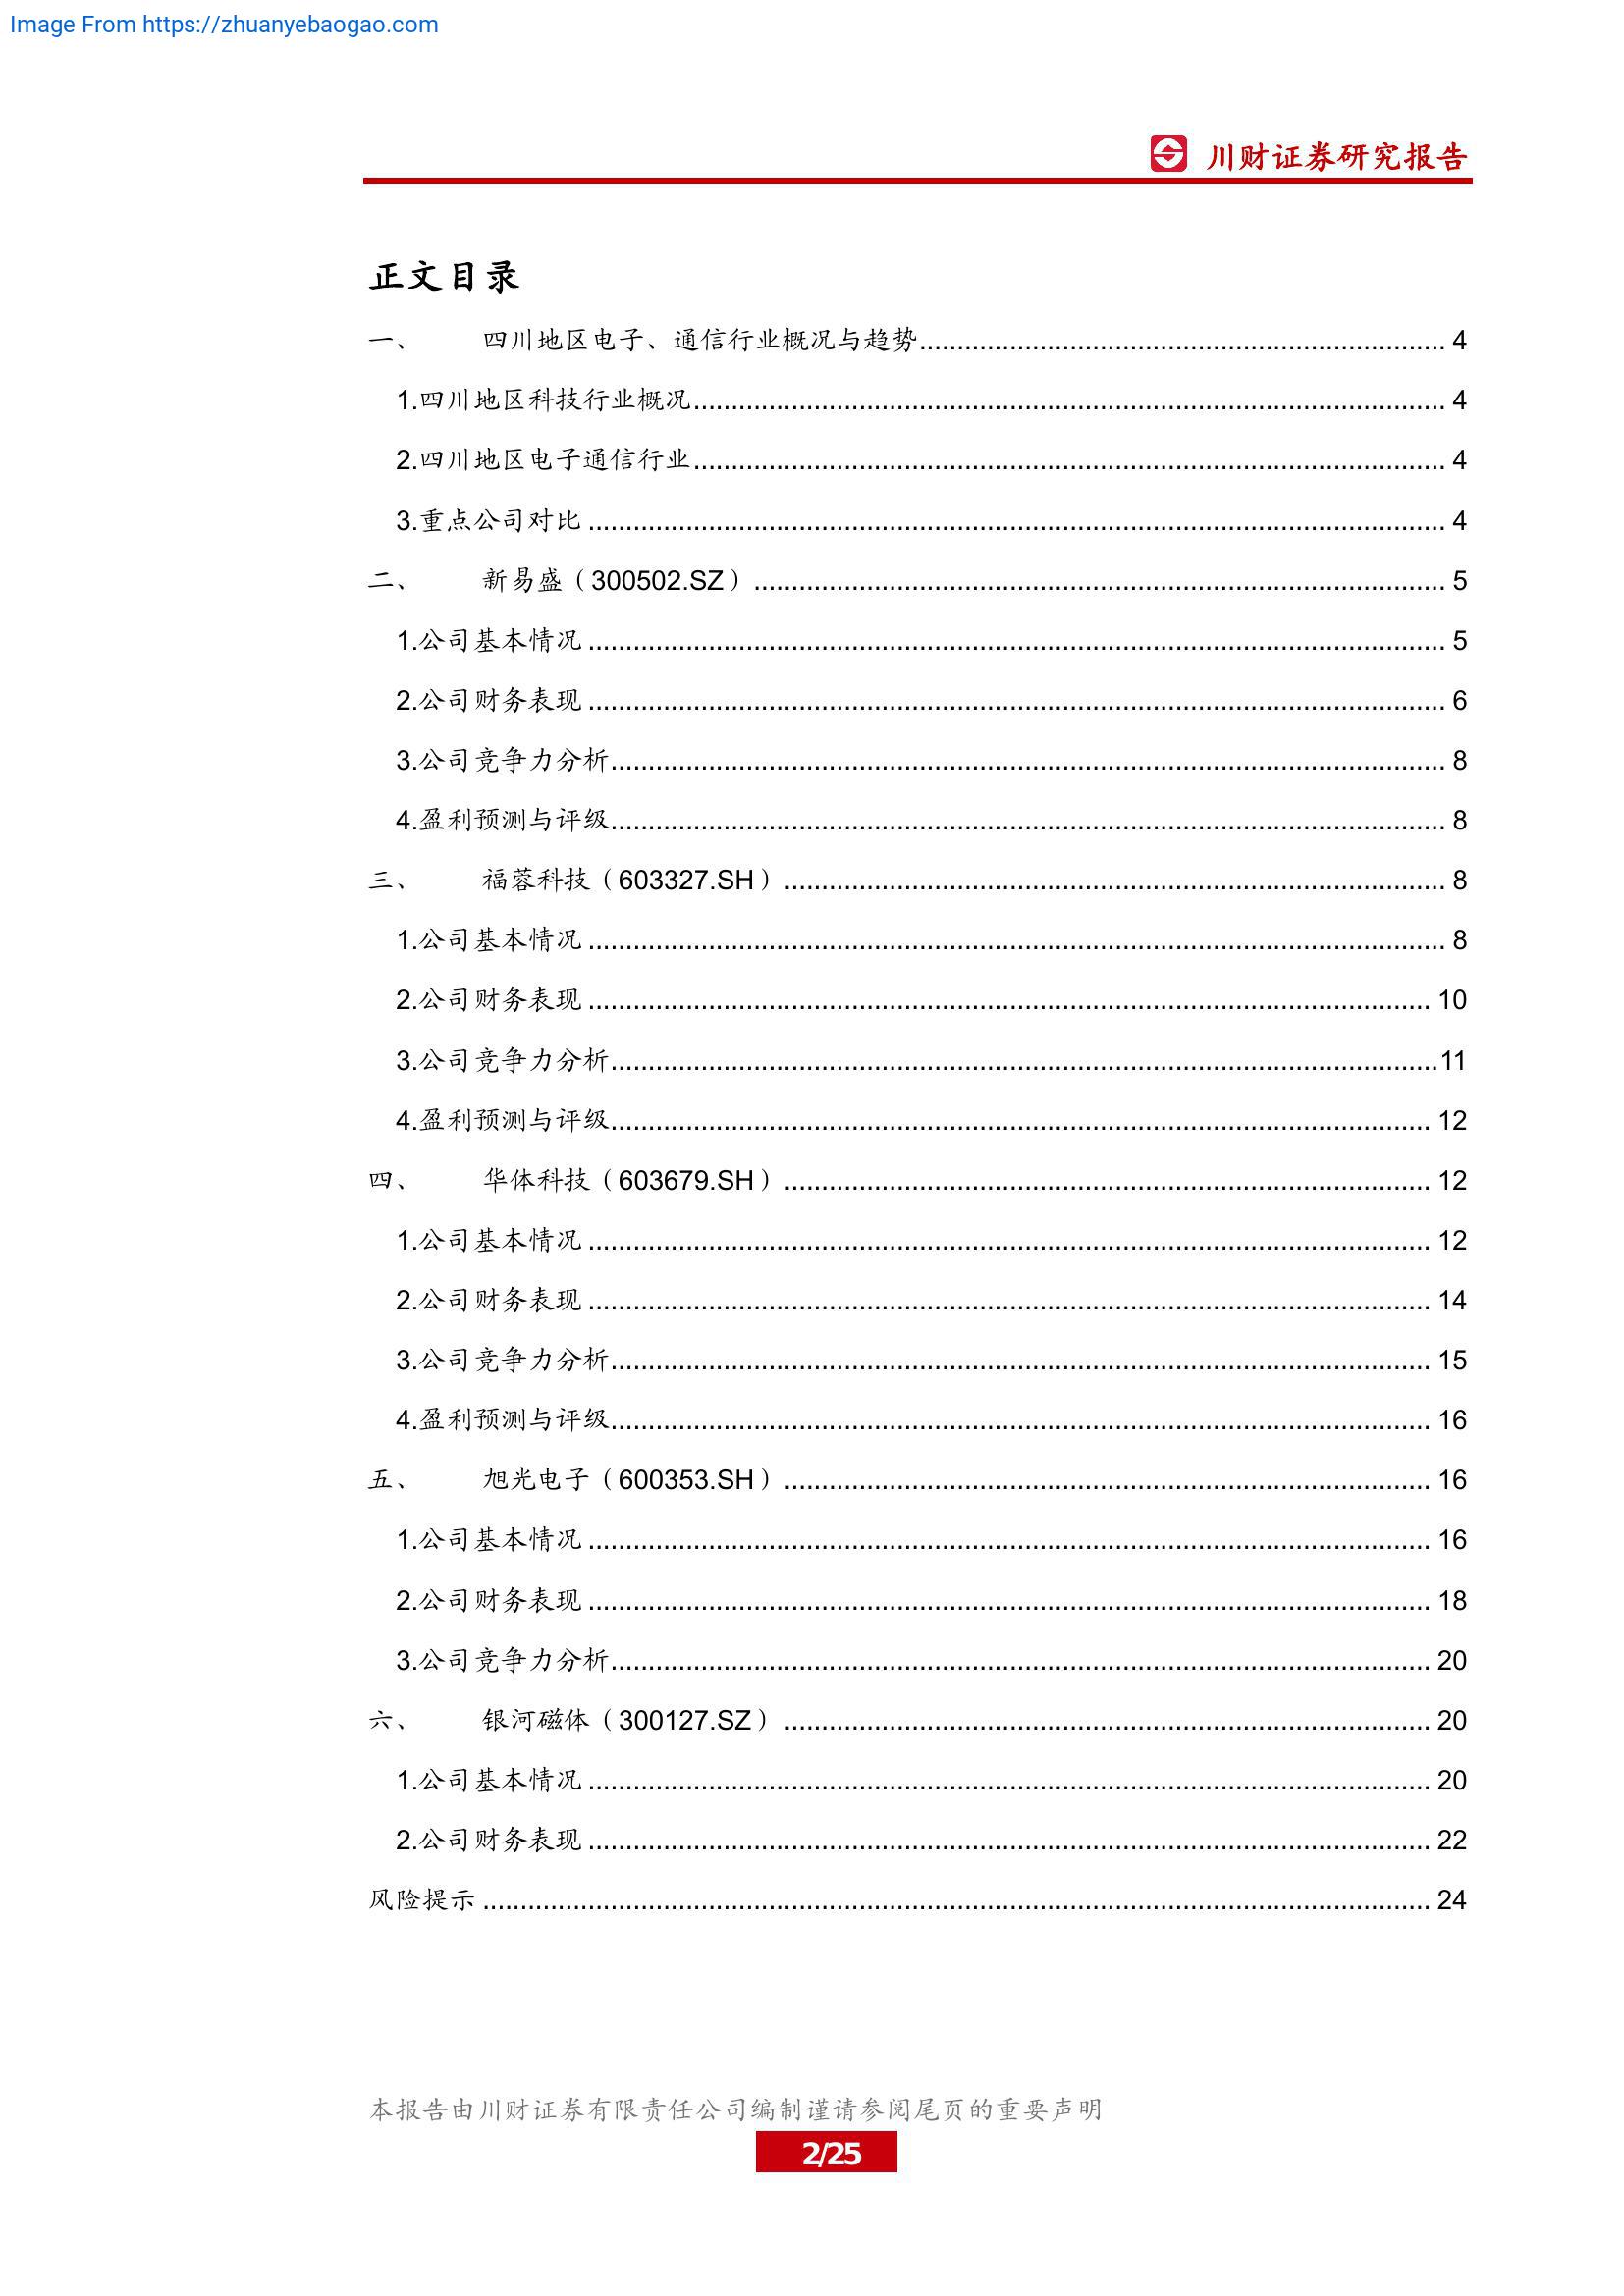 Image From https://zhuanyebaogao.com
川财证券研究报告
正文目录
一、 四川地区电子、通信行业概况与趋势 4
1.四川地区科技行业概况 4
2.四川地区电子通信行业 4
3.重点公司对比 4
二、 新易盛（300502.SZ） 5
1.公司基本情况 5
2.公司财务表现 6
3.公司竞争力分析 8
4.盈利预测与评级 8
三、 福蓉科技（603327.SH） 8
1.公司基本情况 8
2.公司财务表现 10
3.公司竞争力分析 11
4.盈利预测与评级 12
四、 华体科技（603679.SH） 12
1.公司基本情况 12
2.公司财务表现 14
3.公司竞争力分析 15
4.盈利预测与评级 16
五、 旭光电子（600353.SH） 16
1.公司基本情况 16
2.公司财务表现 18
3.公司竞争力分析 20
六、 银河磁体（300127.SZ） 20
1.公司基本情况 20
2.公司财务表现 22
风险提示 24
本报告由川财证券有限责任公司编制谨请参阅尾页的重要声明
2/25